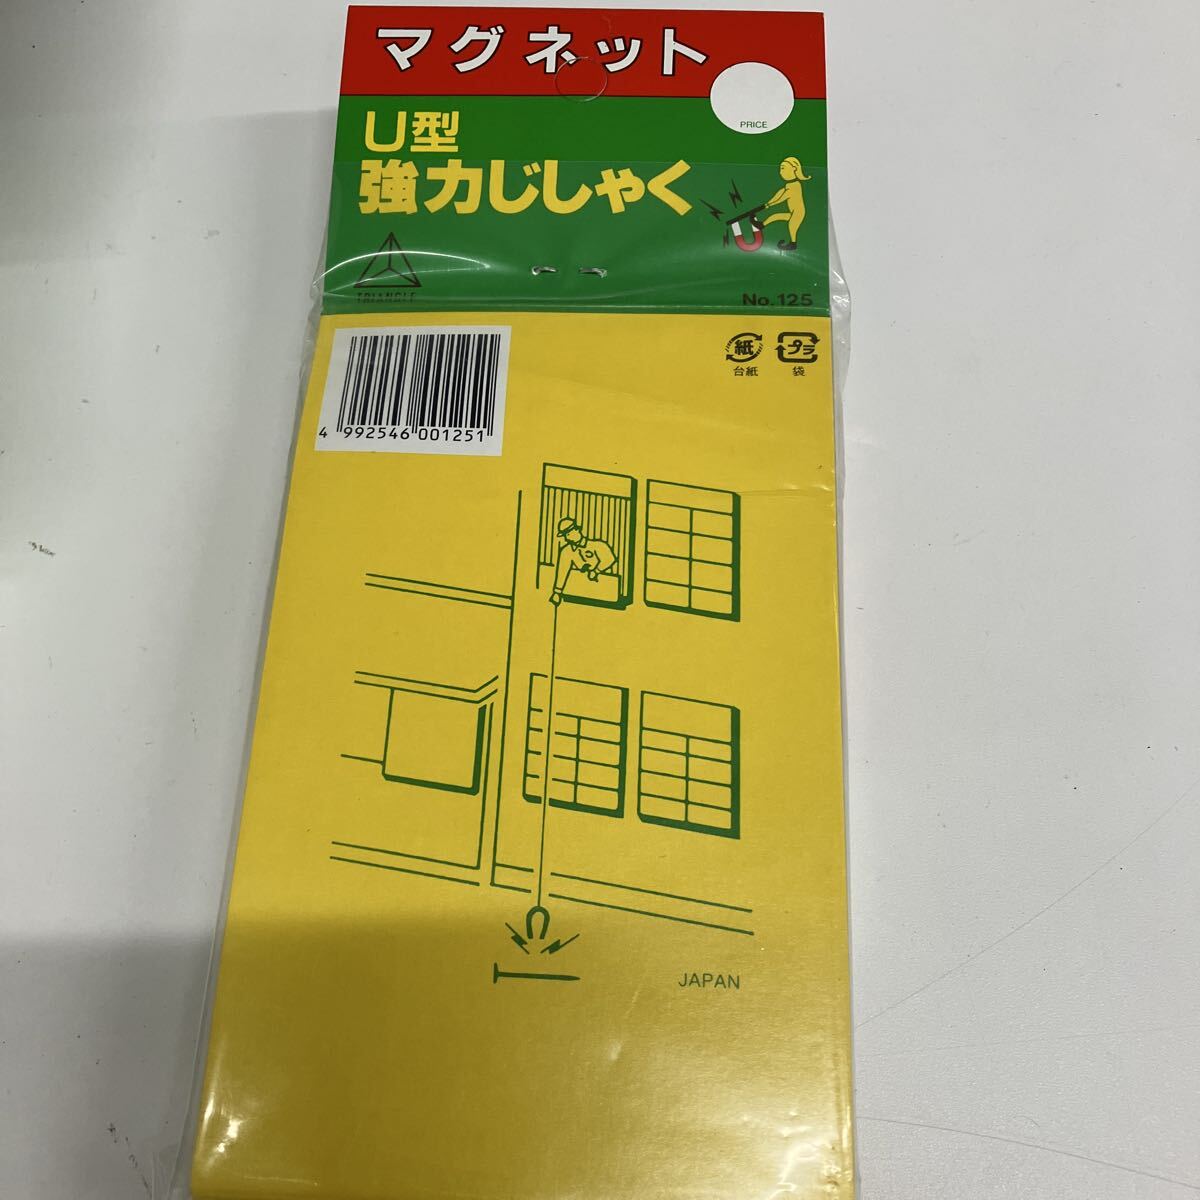 マグネット
PRICE
U型
強力じしゃく
TRIANGLE
No.125
紙
台紙
プラ
袋
4 992546 001251
JAPAN